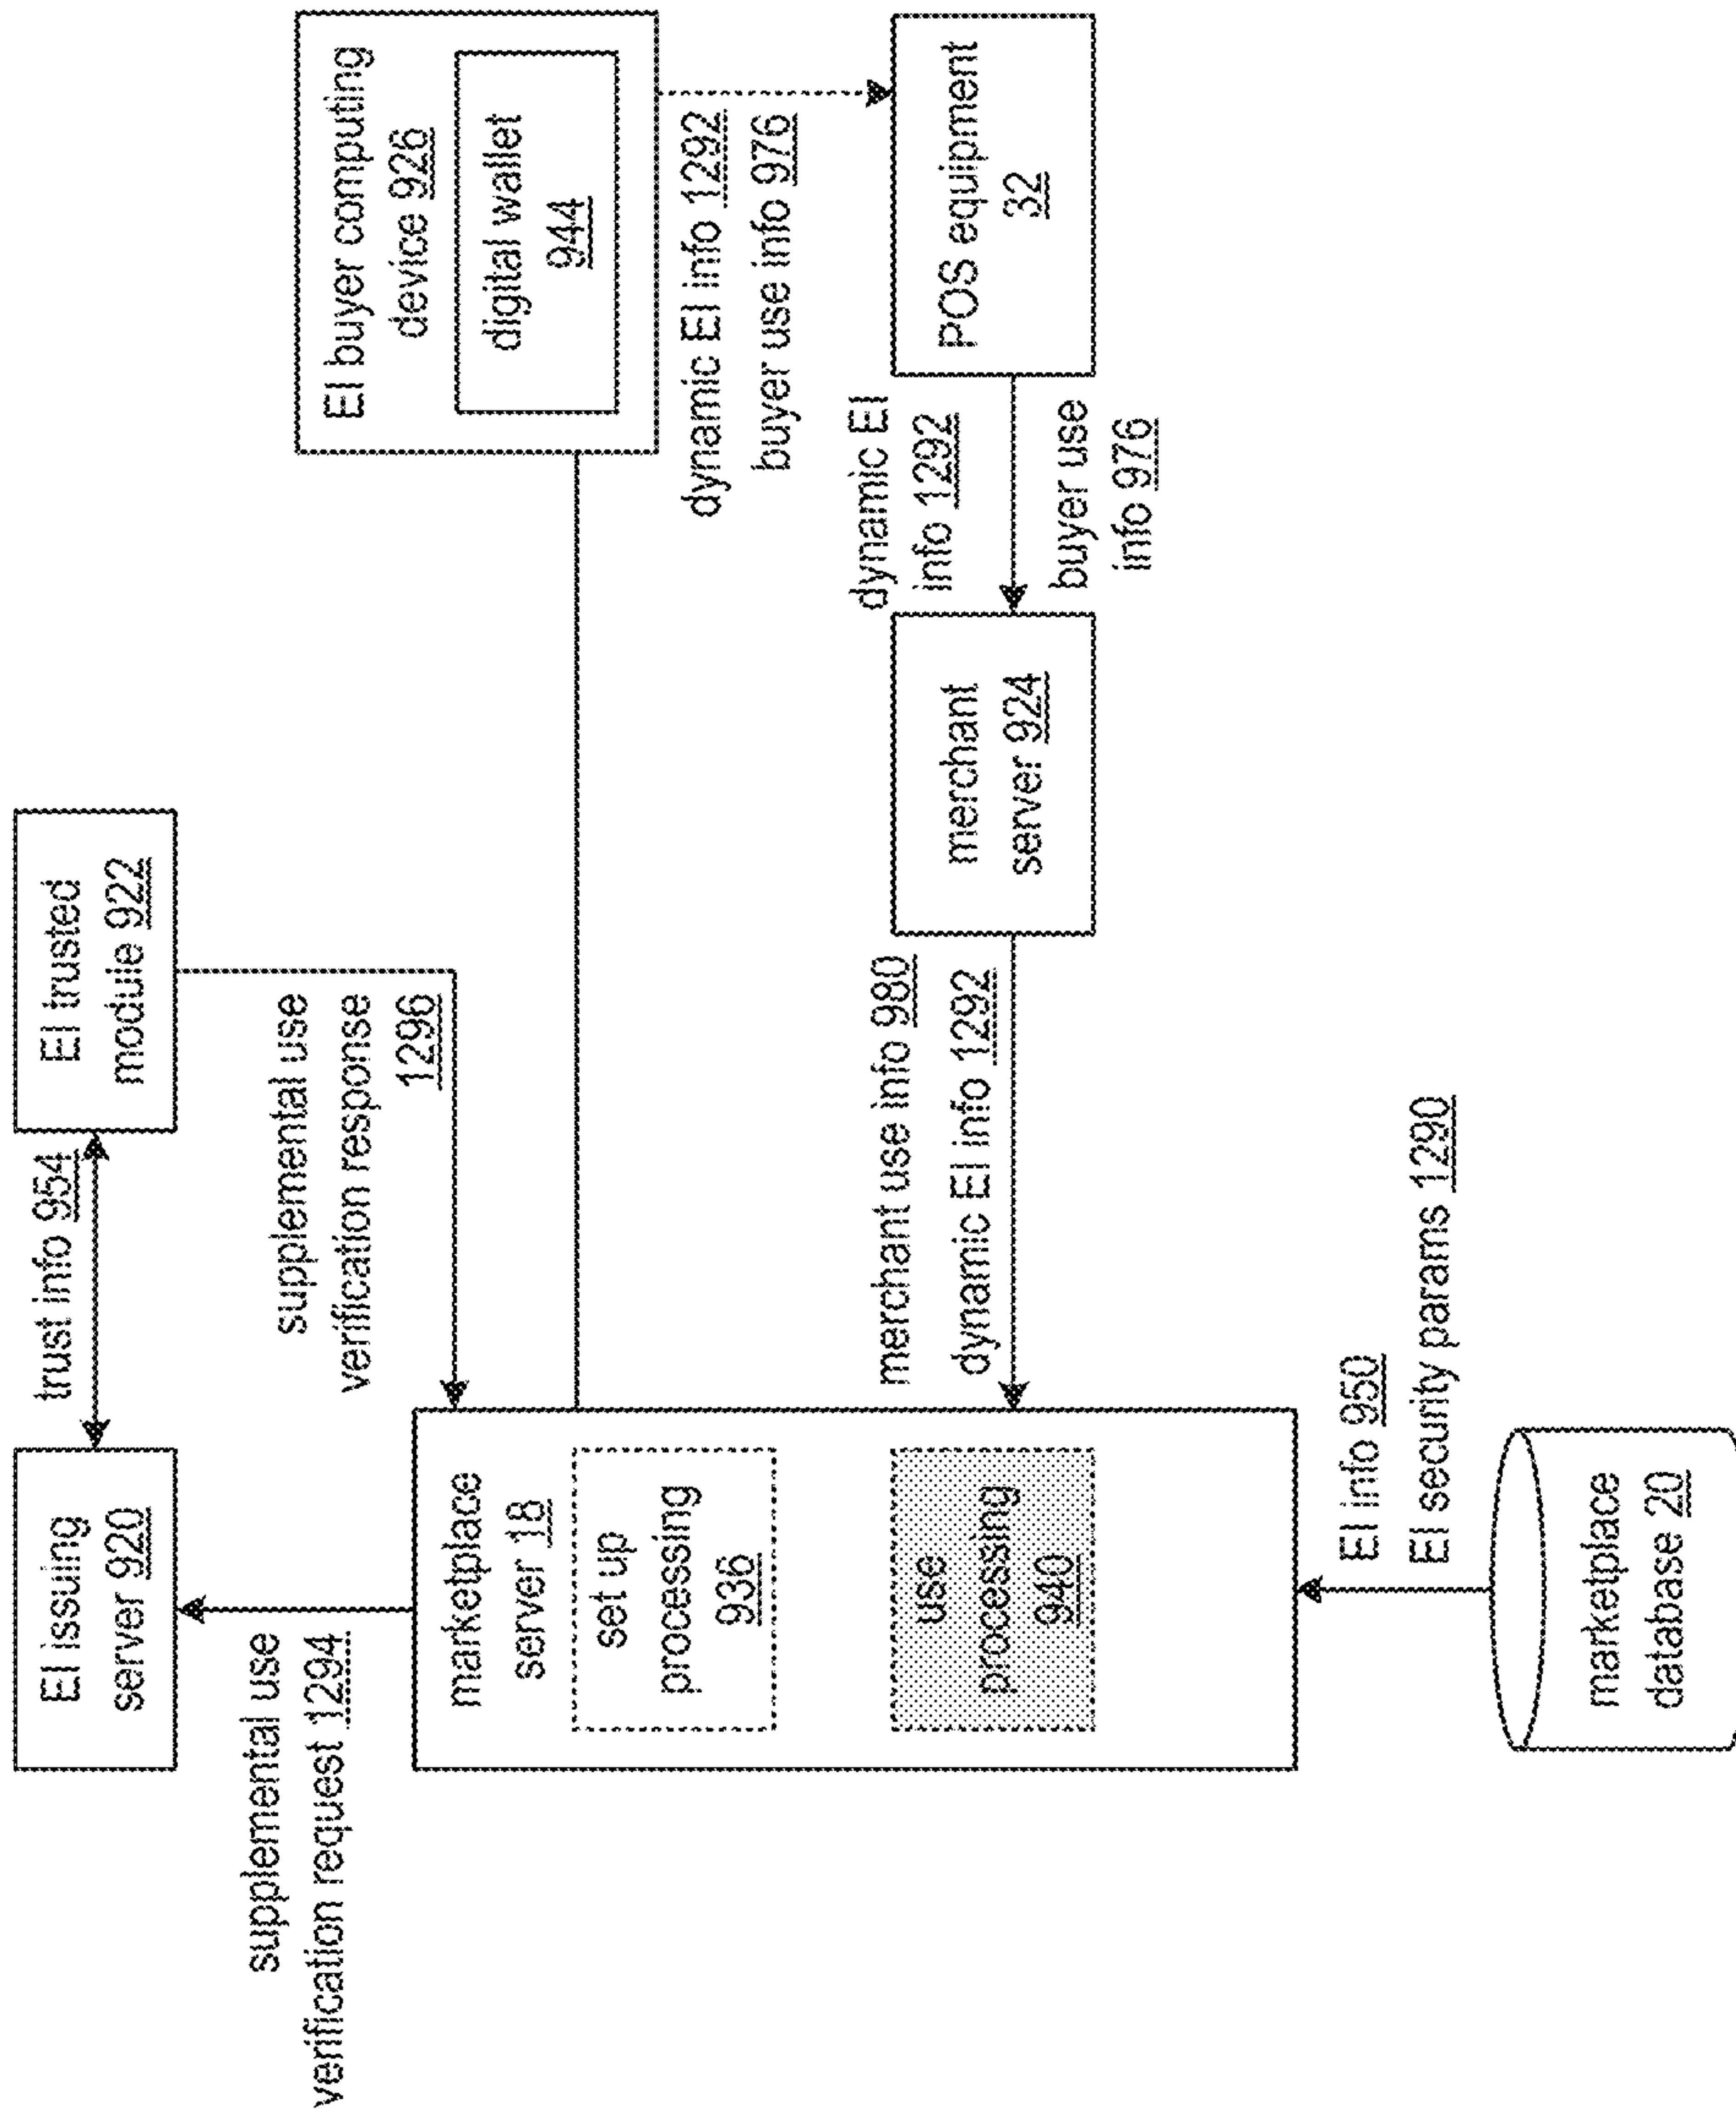 EI issuing
server 920
trust info 954
EI trusted
module 922
supplemental use
verification request 1294
supplemental use
verification response
1296
EI buyer computing
device 926
digital wallet
944
marketplace
server 18
set up
processing
936
use
processing
940
dynamic EI info 1292
buyer use info 976
merchant use info 980
dynamic EI info 1292
merchant
server 924
dynamic EI
info 1292
buyer use
info 976
POS equipment
32
EI info 950
EI security params 1290
marketplace
database 20